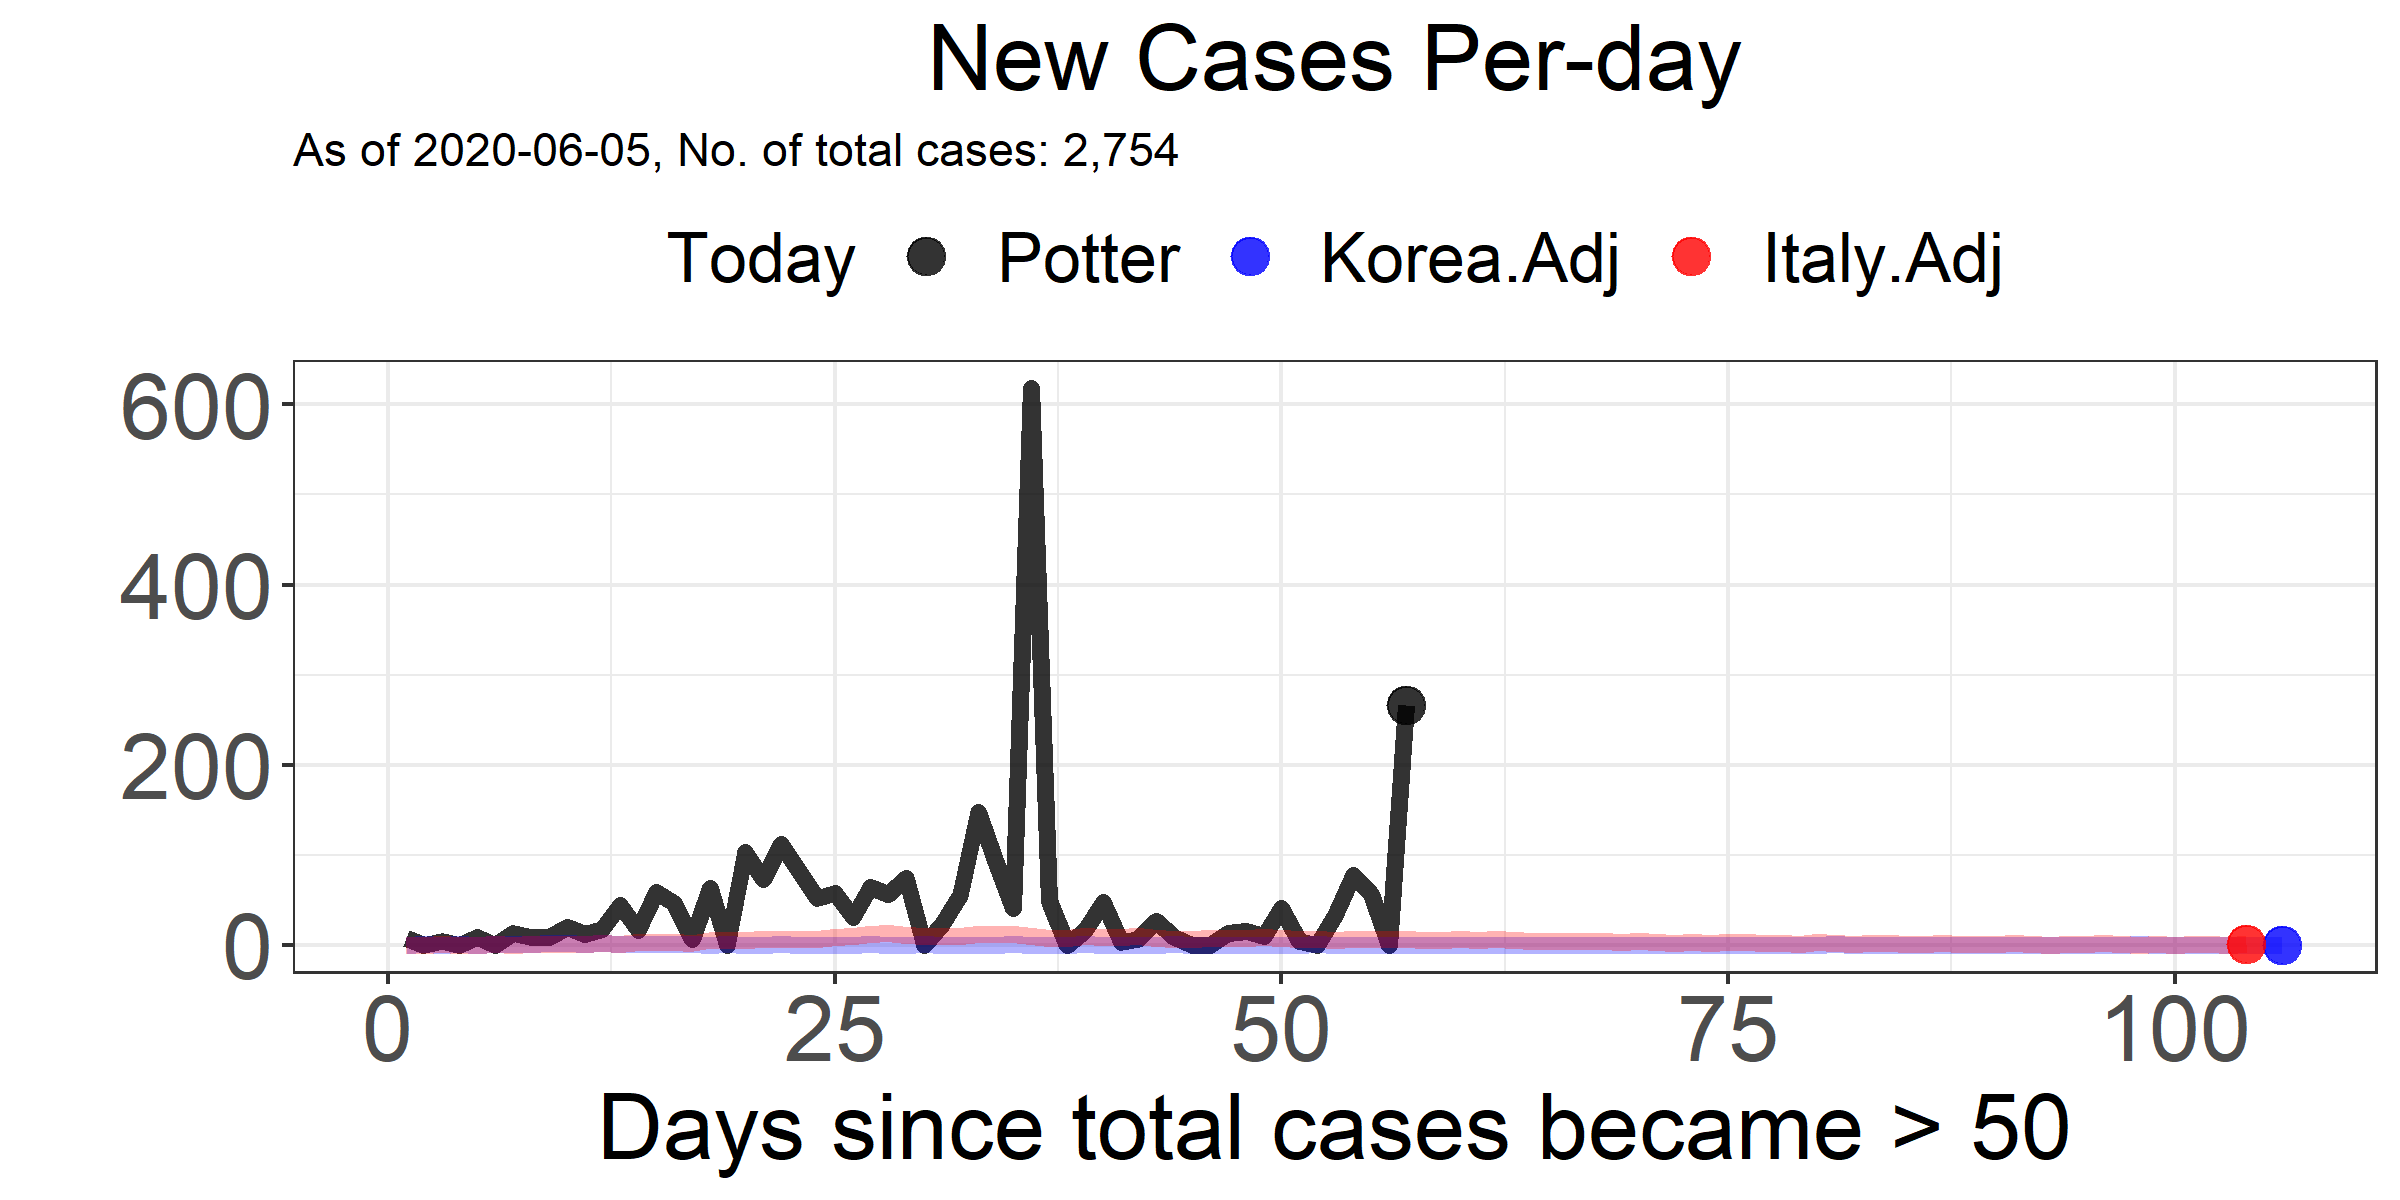 New Cases Per-day
As of 2020-06-05, No. of total cases: 2,754
Today Potter Korea.Adj Italy.Adj
600
400
200
0
0 25 50 75 100
Days since total cases became > 50